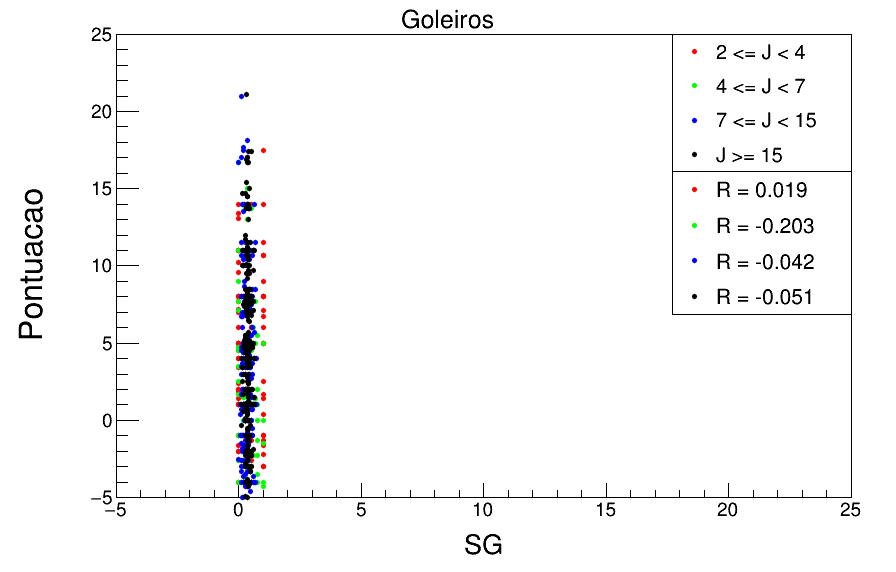 Goleiros
25
20
15
10
5
0
−5
Pontuacao
2 <= J < 4
4 <= J < 7
7 <= J < 15
J >= 15
R = 0.019
R = -0.203
R = -0.042
R = -0.051
−5 0 5 10 15 20 25
SG